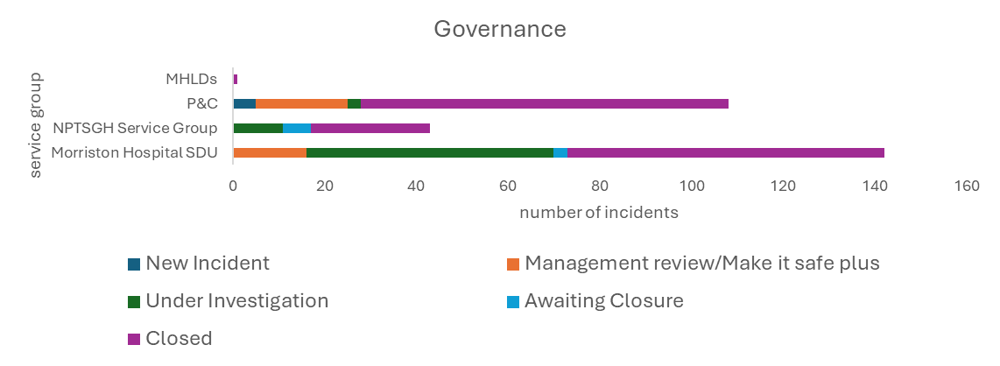 Governance
service group
MHLDs
P&C
NPTSGH Service Group
Morriston Hospital SDU
0 20 40 60 80 100 120 140 160
number of incidents
New Incident Management review/Make it safe plus
Under Investigation Awaiting Closure
Closed